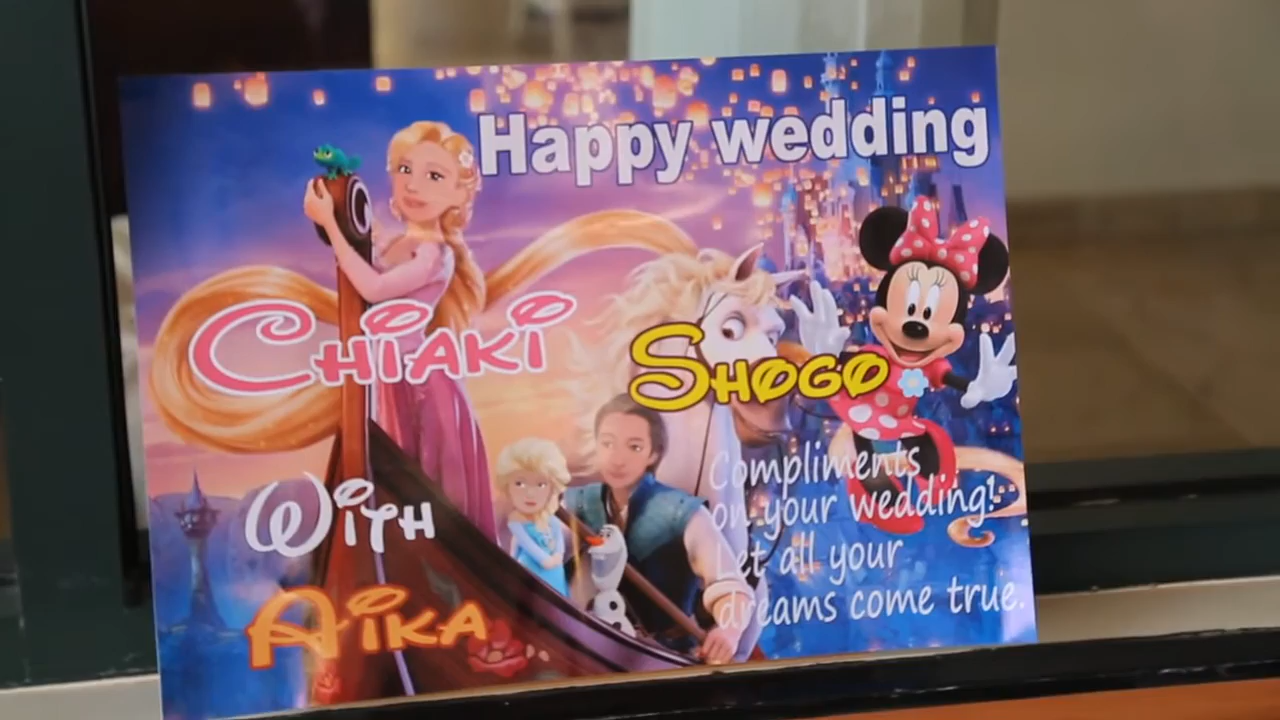 Happy wedding
CHIAKI
SHOGO
WITH
AIKA
Compliments
on your wedding!
Let all your
dreams come true.